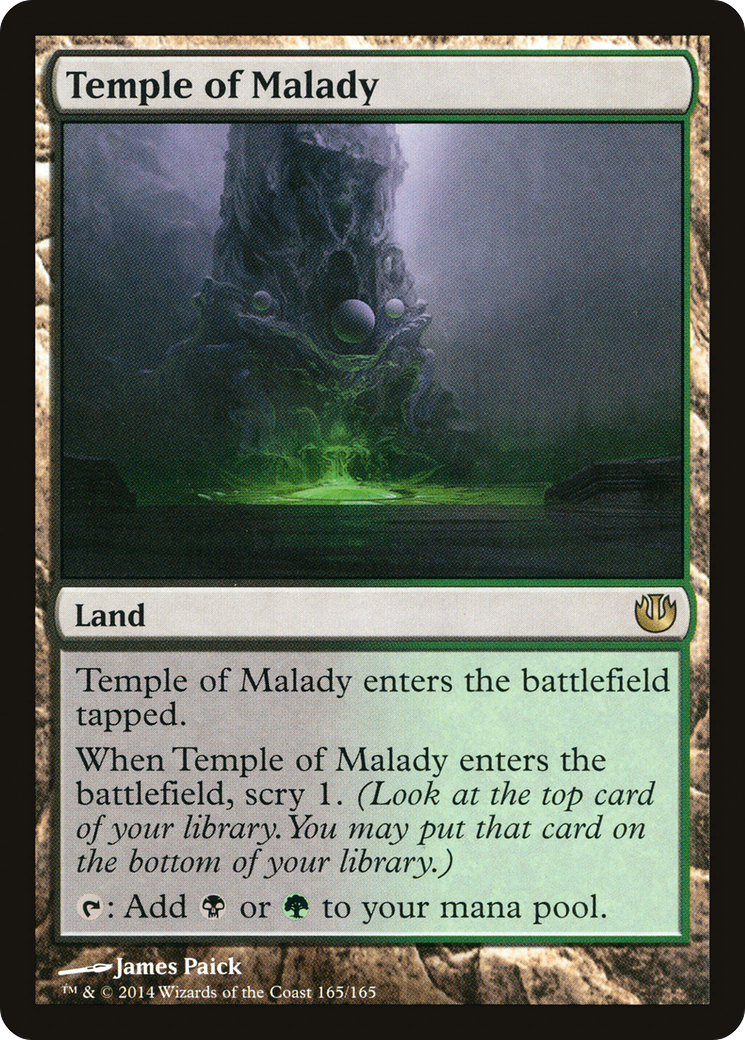 Temple of Malady
Land
Temple of Malady enters the battlefield
tapped.
When Temple of Malady enters the
battlefield, scry 1. (Look at the top card
of your library. You may put that card on
the bottom of your library.)
: Add or to your mana pool.
James Paick
™ & © 2014 Wizards of the Coast 165/165